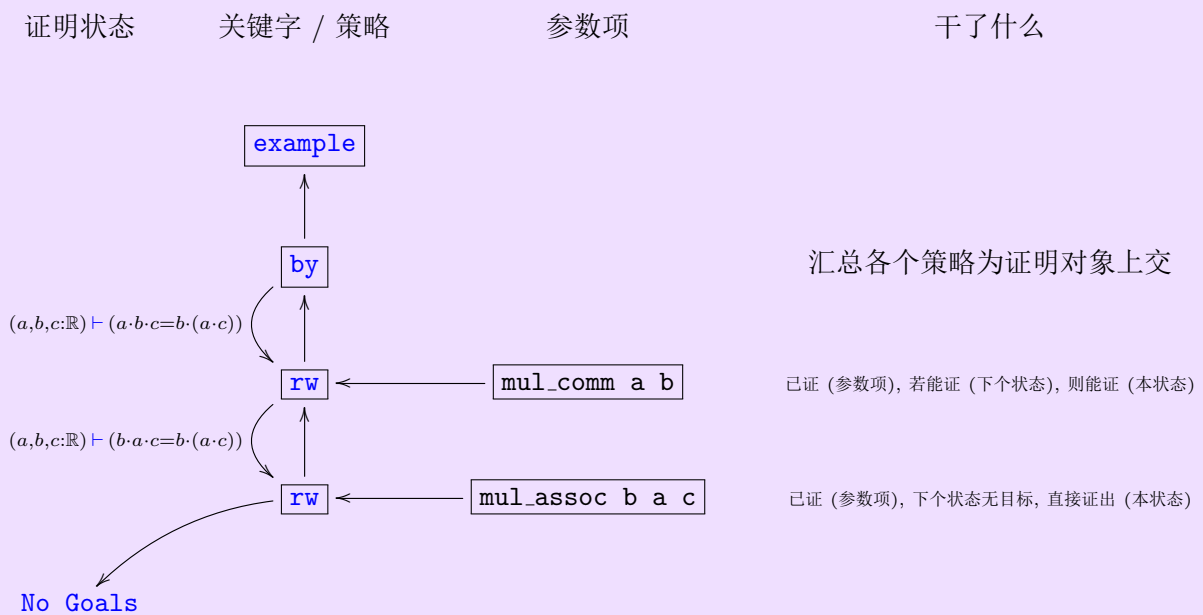 证明状态 关键字 / 策略 参数项 干了什么
example
by 汇总各个策略为证明对象上交
(a,b,c:ℝ) ⊢ (a·b·c=b·(a·c))
rw mul_comm a b 已证 (参数项), 若能证 (下个状态), 则能证 (本状态)
(a,b,c:ℝ) ⊢ (b·a·c=b·(a·c))
rw mul_assoc b a c 已证 (参数项), 下个状态无目标, 直接证出 (本状态)
No Goals